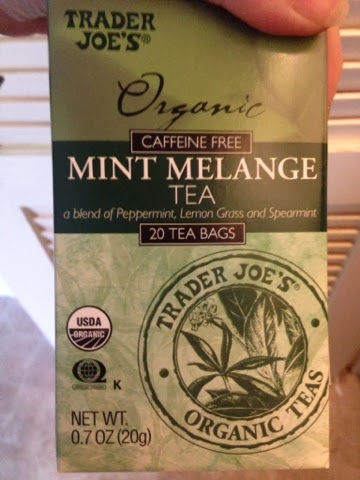 TRADER
JOE'S®
Organic
CAFFEINE FREE
MINT MELANGE
TEA
a blend of Peppermint, Lemon Grass and Spearmint
20 TEA BAGS
TRADER JOE'S®
ORGANIC TEAS
USDA
ORGANIC
K
NET WT.
0.7 OZ (20g)